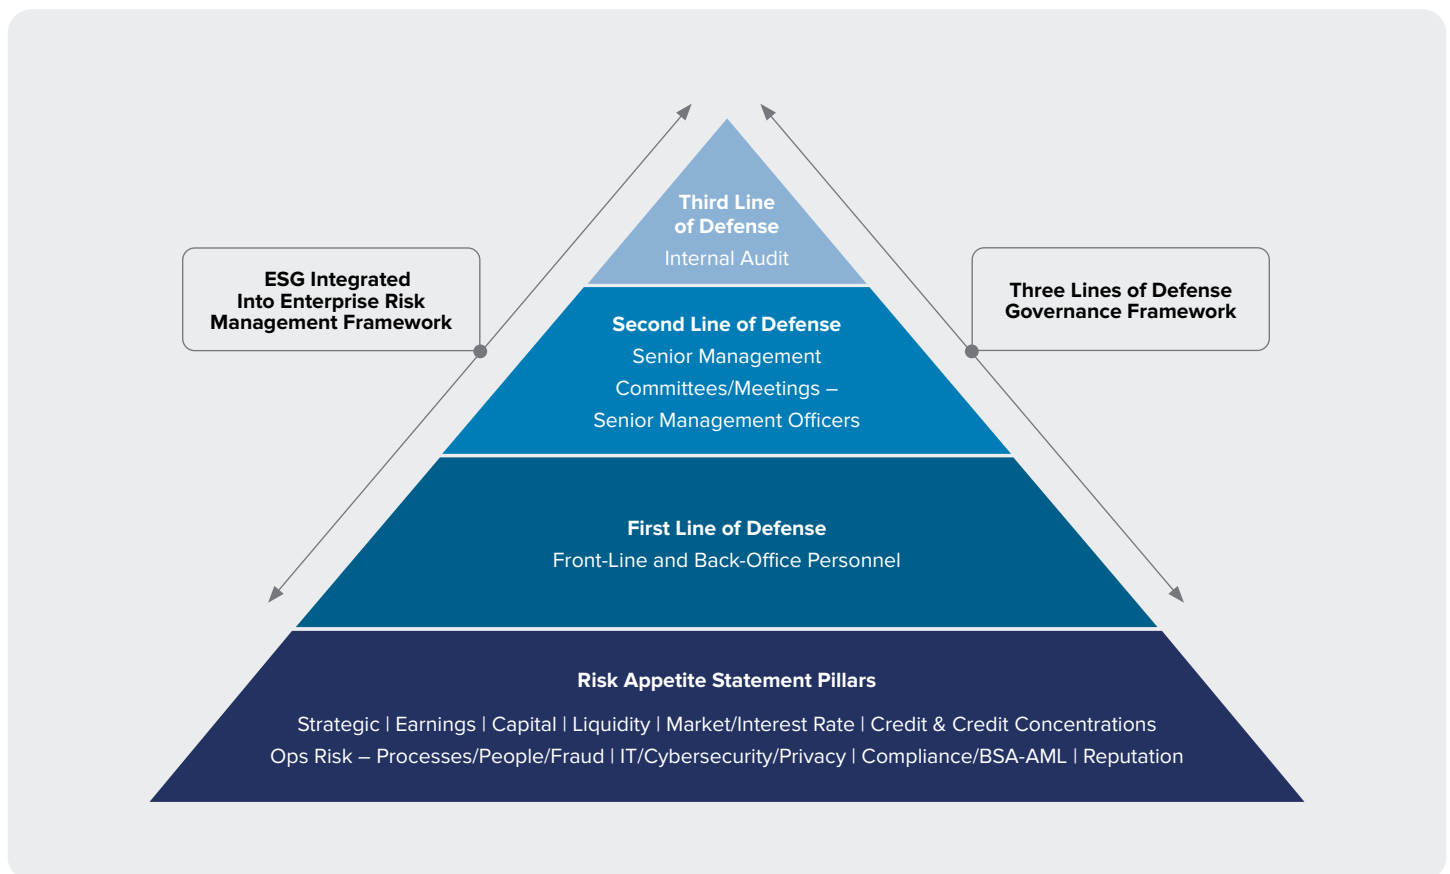 Third Line
of Defense
Internal Audit
ESG Integrated
Into Enterprise Risk
Management Framework
Three Lines of Defense
Governance Framework
Second Line of Defense
Senior Management
Committees/Meetings –
Senior Management Officers
First Line of Defense
Front-Line and Back-Office Personnel
Risk Appetite Statement Pillars
Strategic | Earnings | Capital | Liquidity | Market/Interest Rate | Credit & Credit Concentrations
Ops Risk – Processes/People/Fraud | IT/Cybersecurity/Privacy | Compliance/BSA-AML | Reputation